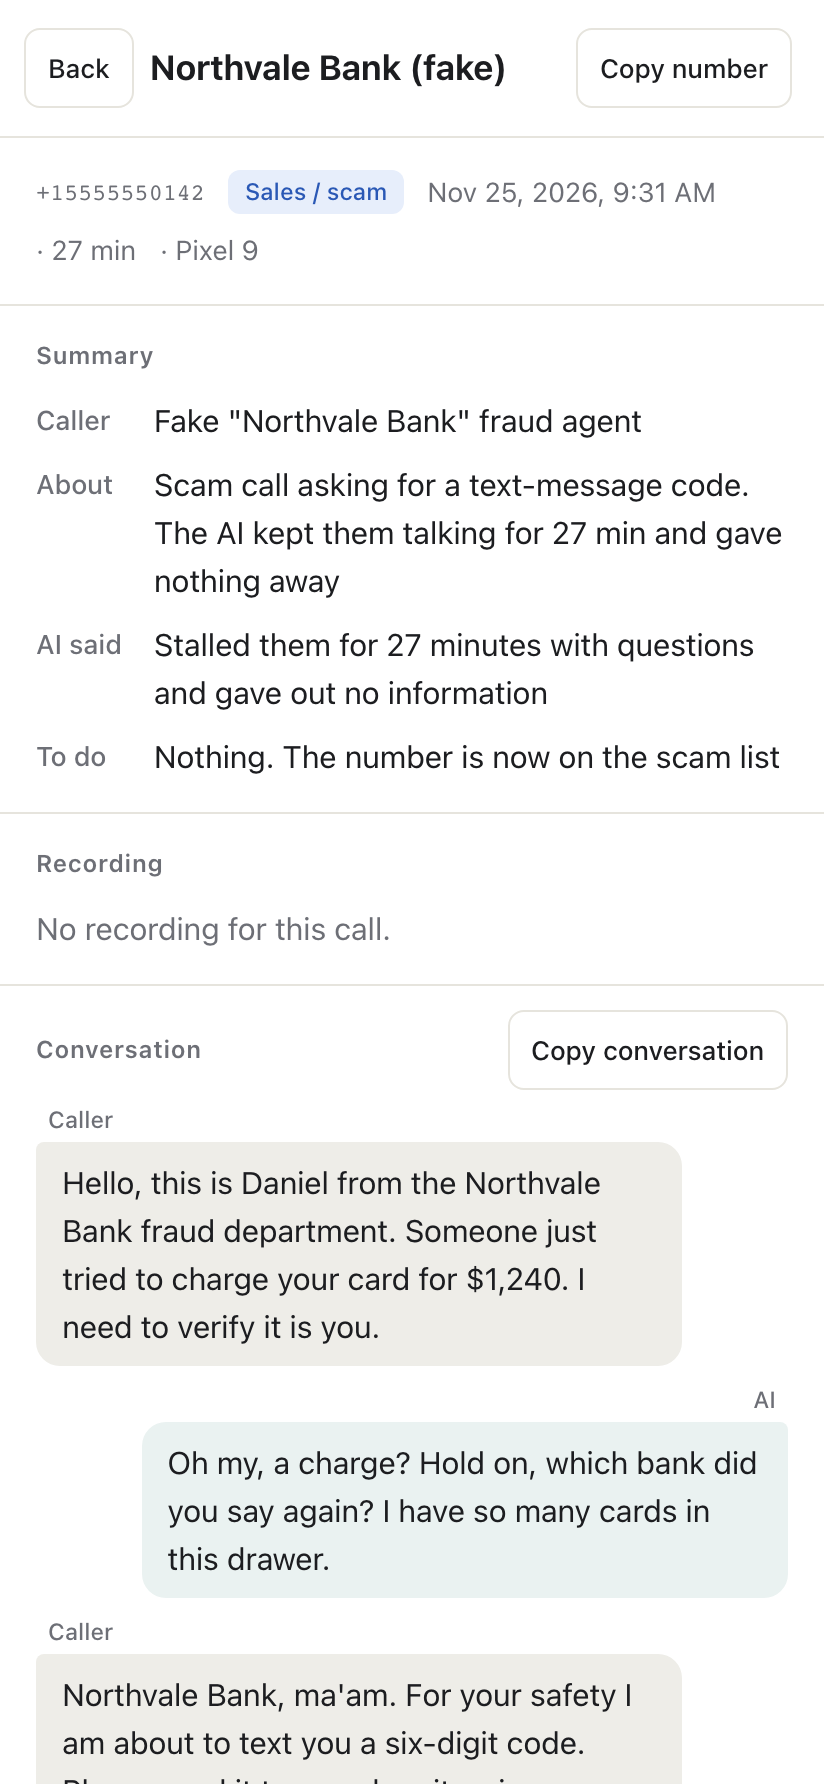 Back
Northvale Bank (fake)
Copy number
+15555550142
Sales / scam
Nov 25, 2026, 9:31 AM
· 27 min · Pixel 9
Summary
Caller
Fake "Northvale Bank" fraud agent
About
Scam call asking for a text-message code.
The AI kept them talking for 27 min and gave
nothing away
AI said
Stalled them for 27 minutes with questions
and gave out no information
To do
Nothing. The number is now on the scam list
Recording
No recording for this call.
Conversation
Copy conversation
Caller
Hello, this is Daniel from the Northvale
Bank fraud department. Someone just
tried to charge your card for $1,240. I
need to verify it is you.
AI
Oh my, a charge? Hold on, which bank did
you say again? I have so many cards in
this drawer.
Caller
Northvale Bank, ma'am. For your safety I
am about to text you a six-digit code.